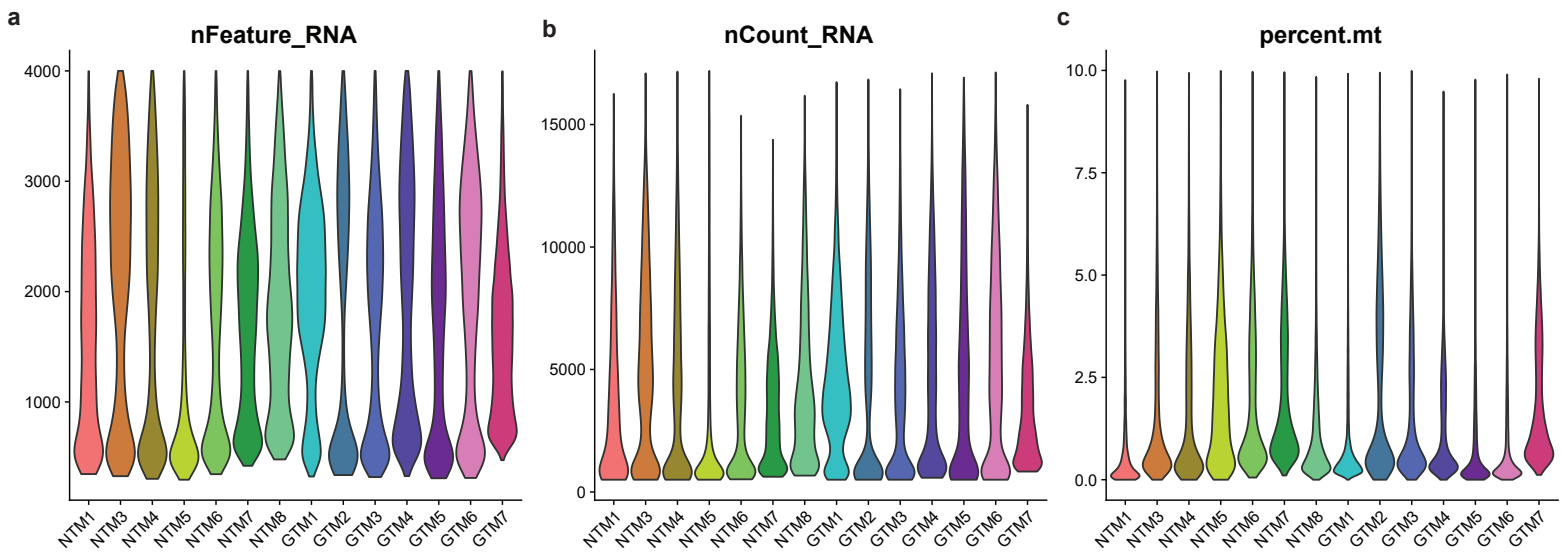 a
nFeature_RNA
4000
3000
2000
1000
NTM1 NTM3 NTM4 NTM5 NTM6 NTM7 NTM8 GTM1 GTM2 GTM3 GTM4 GTM5 GTM6 GTM7
b
nCount_RNA
15000
10000
5000
0
NTM1 NTM3 NTM4 NTM5 NTM6 NTM7 NTM8 GTM1 GTM2 GTM3 GTM4 GTM5 GTM6 GTM7
c
percent.mt
10.0
7.5
5.0
2.5
0.0
NTM1 NTM3 NTM4 NTM5 NTM6 NTM7 NTM8 GTM1 GTM2 GTM3 GTM4 GTM5 GTM6 GTM7